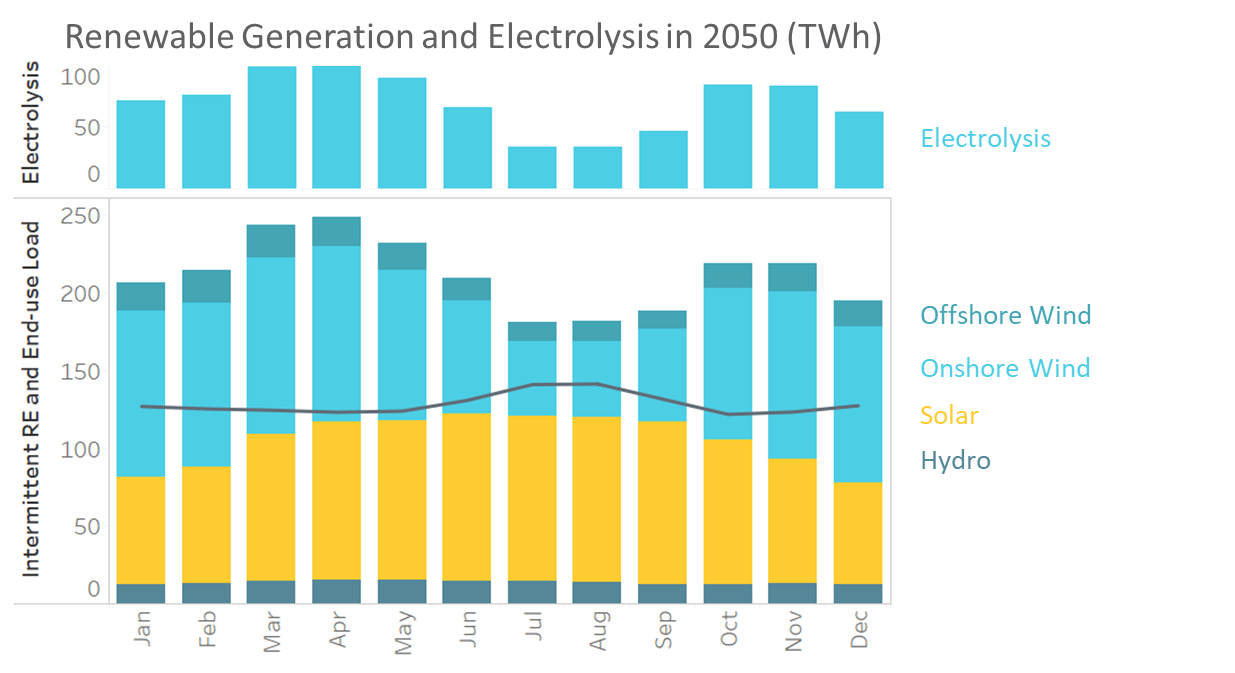 Renewable Generation and Electrolysis in 2050 (TWh)
Electrolysis
100
50
0
Electrolysis
Intermittent RE and End-use Load
250
200
150
100
50
0
Offshore Wind
Onshore Wind
Solar
Hydro
Jan Feb Mar Apr May Jun Jul Aug Sep Oct Nov Dec